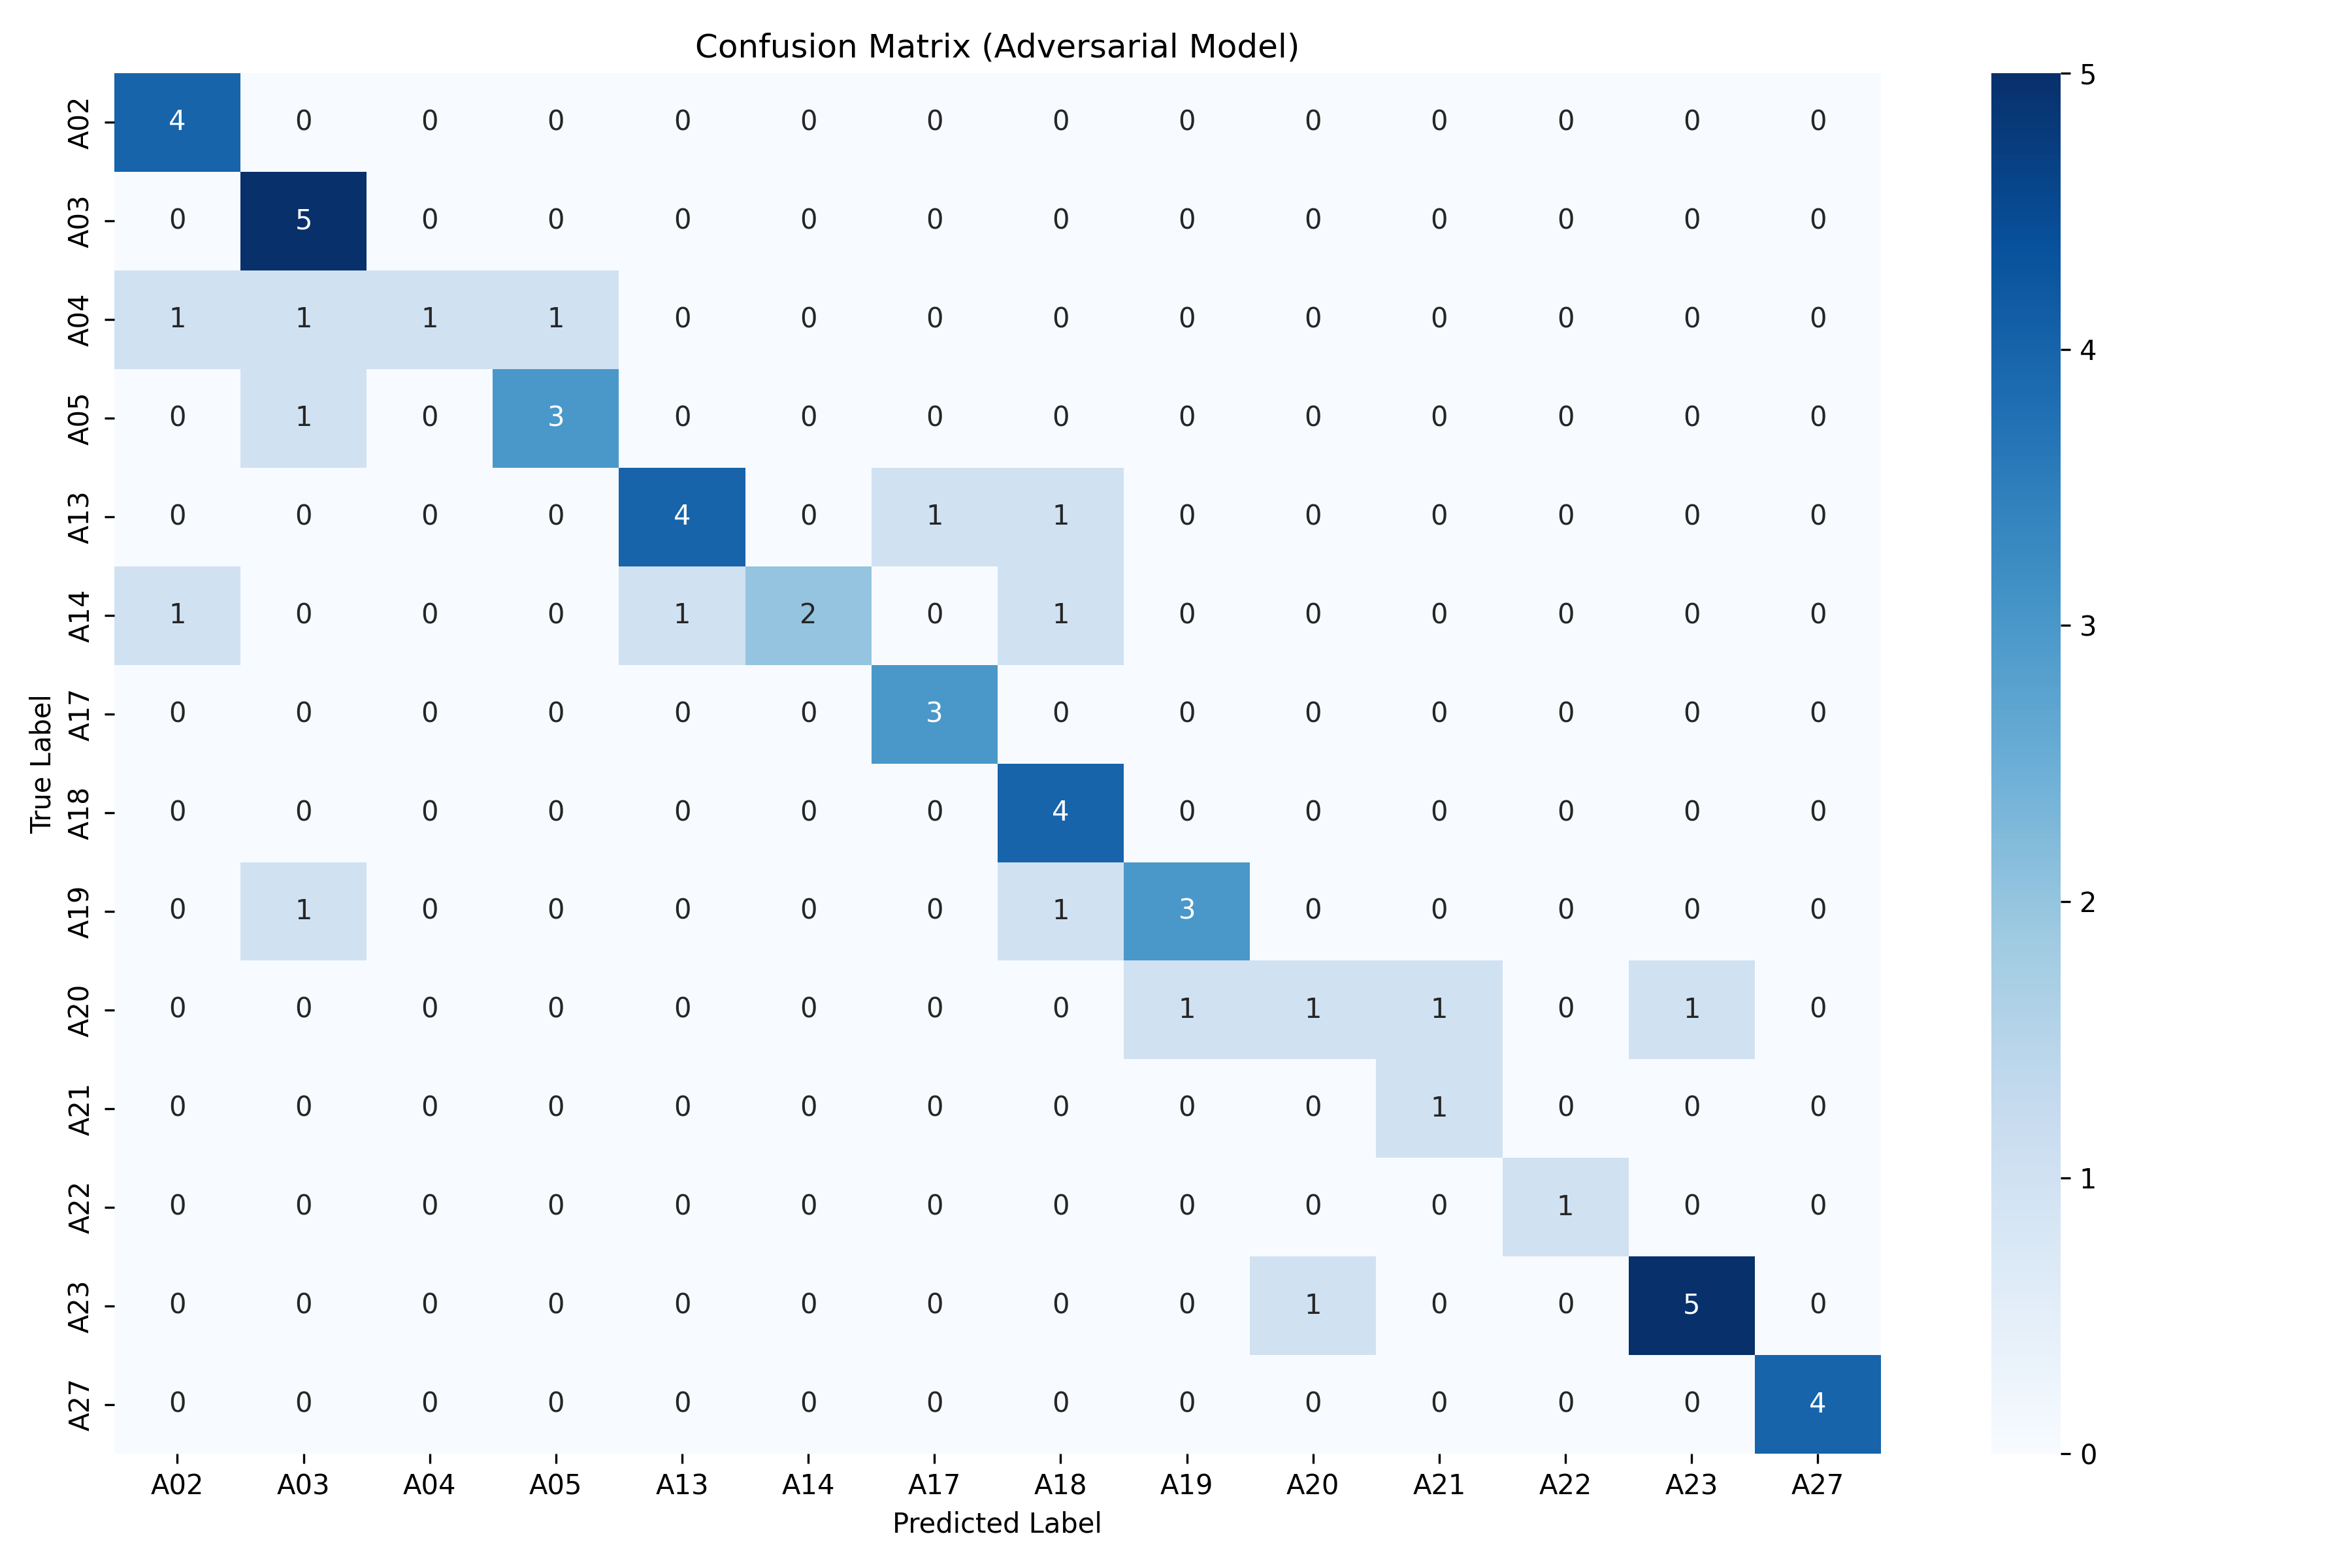 Confusion Matrix (Adversarial Model)
A02 4 0 0 0 0 0 0 0 0 0 0 0 0 0
A03 0 5 0 0 0 0 0 0 0 0 0 0 0 0
A04 1 1 1 1 0 0 0 0 0 0 0 0 0 0
A05 0 1 0 3 0 0 0 0 0 0 0 0 0 0
A13 0 0 0 0 4 0 1 1 0 0 0 0 0 0
A14 1 0 0 0 1 2 0 1 0 0 0 0 0 0
A17 0 0 0 0 0 0 3 0 0 0 0 0 0 0
A18 0 0 0 0 0 0 0 4 0 0 0 0 0 0
A19 0 1 0 0 0 0 0 1 3 0 0 0 0 0
A20 0 0 0 0 0 0 0 0 1 1 1 0 1 0
A21 0 0 0 0 0 0 0 0 0 0 1 0 0 0
A22 0 0 0 0 0 0 0 0 0 0 0 1 0 0
A23 0 0 0 0 0 0 0 0 0 1 0 0 5 0
A27 0 0 0 0 0 0 0 0 0 0 0 0 0 4
A02 A03 A04 A05 A13 A14 A17 A18 A19 A20 A21 A22 A23 A27
Predicted Label
True Label
5
4
3
2
1
0